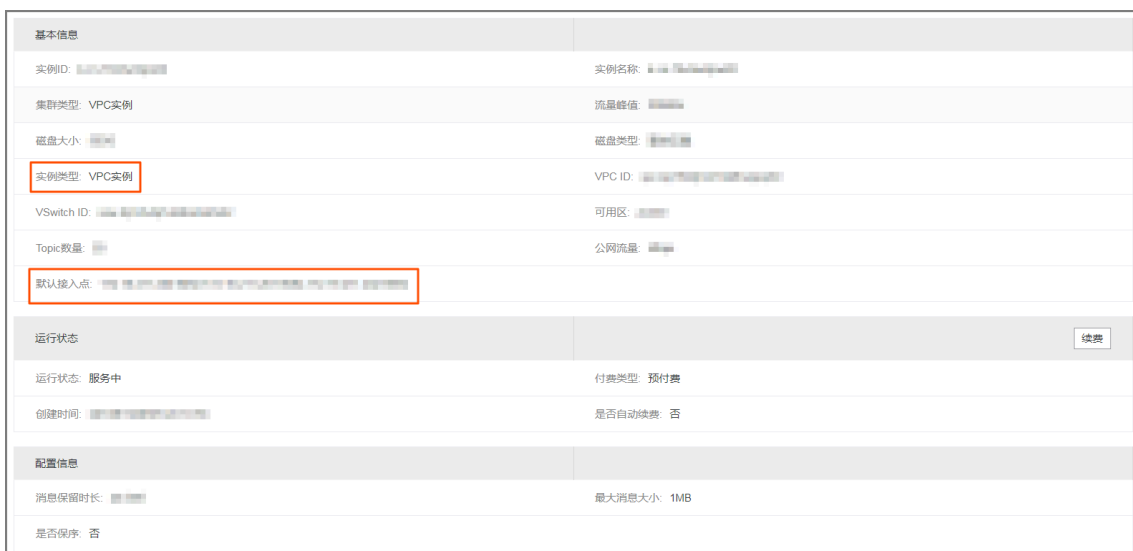 基本信息
实例ID: 实例名称:
集群类型: VPC实例 流量峰值:
磁盘大小: 磁盘类型:
实例类型: VPC实例 VPC ID:
VSwitch ID: 可用区:
Topic数量: 公网流量:
默认接入点:
运行状态 续费
运行状态: 服务中 付费类型: 预付费
创建时间: 是否自动续费: 否
配置信息
消息保留时长: 最大消息大小: 1MB
是否保序: 否